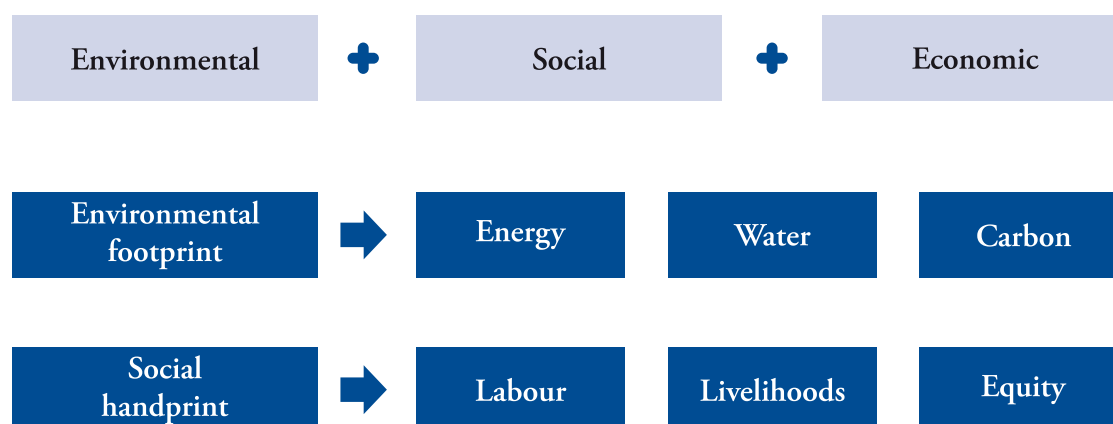 Environmental
Social
Economic
Environmental
footprint
Energy
Water
Carbon
Social
handprint
Labour
Livelihoods
Equity